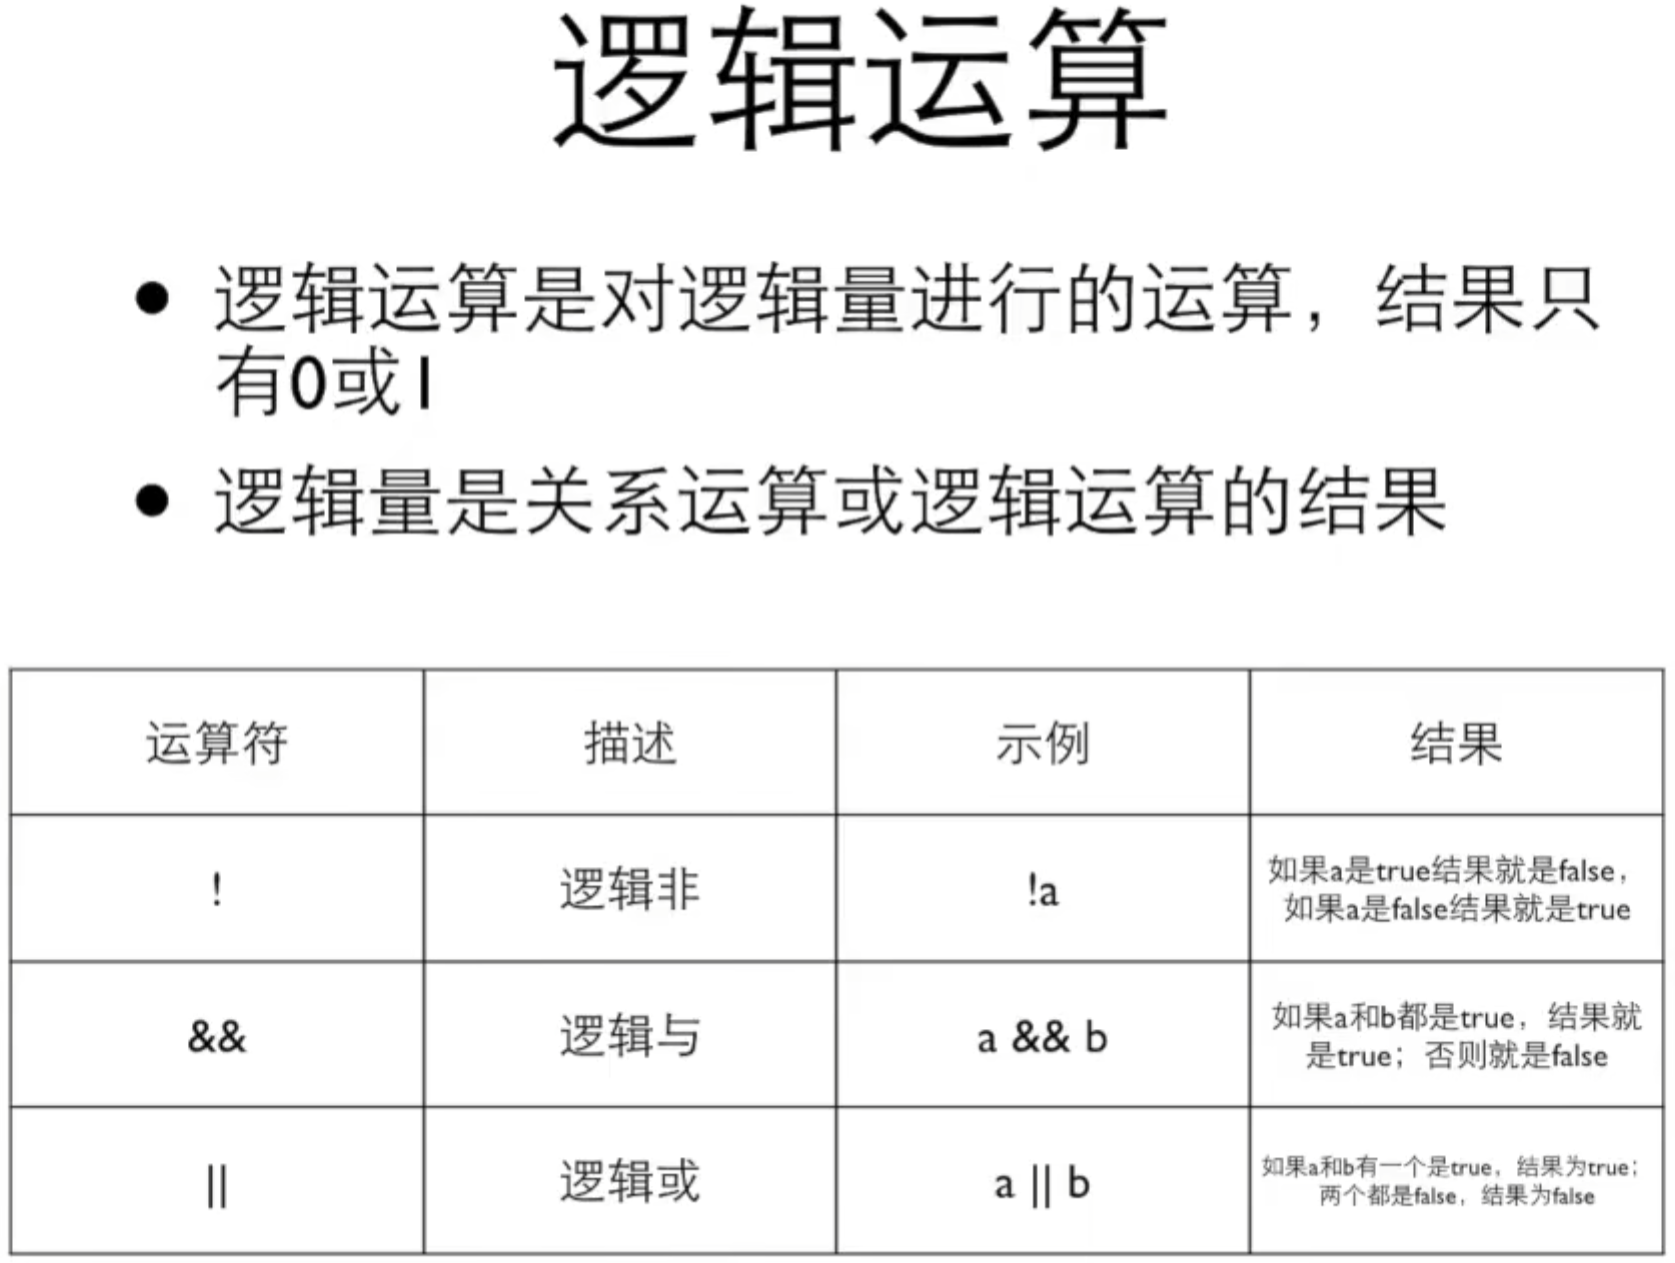 逻辑运算
• 逻辑运算是对逻辑量进行的运算，结果只
有0或1
• 逻辑量是关系运算或逻辑运算的结果
运算符 描述 示例 结果
! 逻辑非 !a 如果a是true结果就是false，
如果a是false结果就是true
&& 逻辑与 a && b 如果a和b都是true，结果就
是true；否则就是false
|| 逻辑或 a || b 如果a和b有一个是true，结果为true；
两个都是false，结果为false